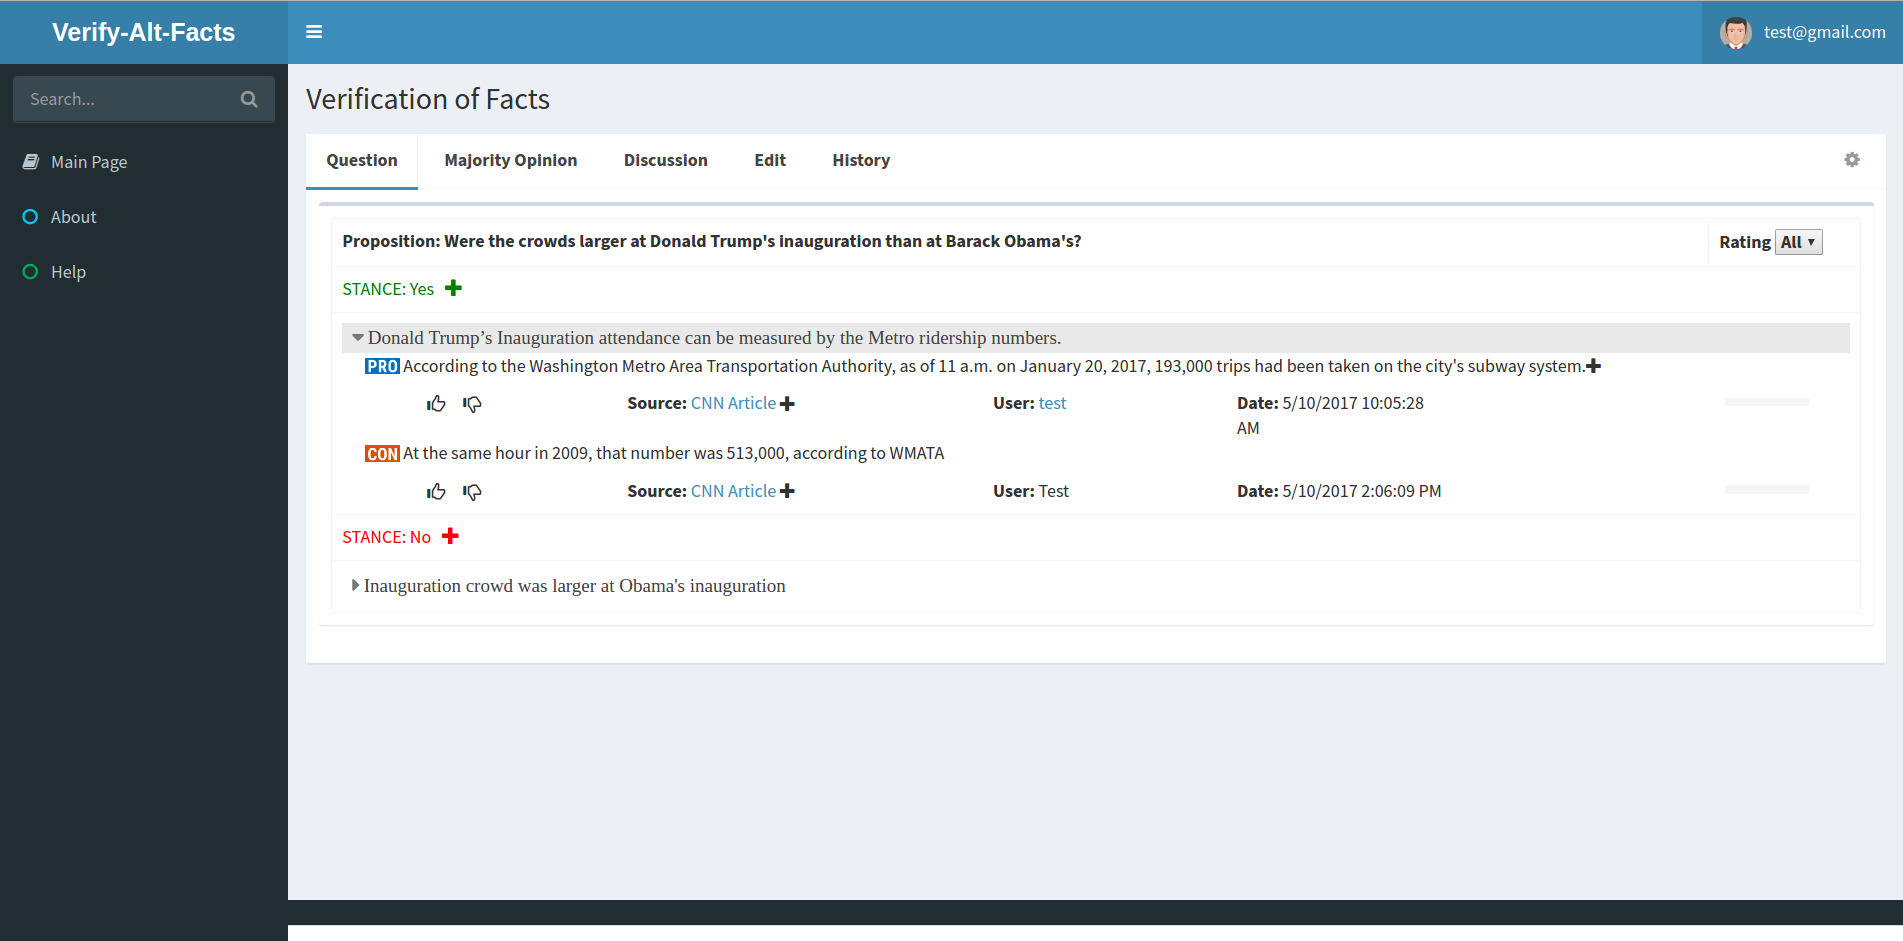 Verify-Alt-Facts
test@gmail.com
Search...
Main Page
About
Help
Verification of Facts
Question Majority Opinion Discussion Edit History
Proposition: Were the crowds larger at Donald Trump's inauguration than at Barack Obama's?
Rating All
STANCE: Yes
Donald Trump’s Inauguration attendance can be measured by the Metro ridership numbers.
PRO According to the Washington Metro Area Transportation Authority, as of 11 a.m. on January 20, 2017, 193,000 trips had been taken on the city's subway system.
Source: CNN Article User: test Date: 5/10/2017 10:05:28
AM
CON At the same hour in 2009, that number was 513,000, according to WMATA
Source: CNN Article User: Test Date: 5/10/2017 2:06:09 PM
STANCE: No
Inauguration crowd was larger at Obama's inauguration